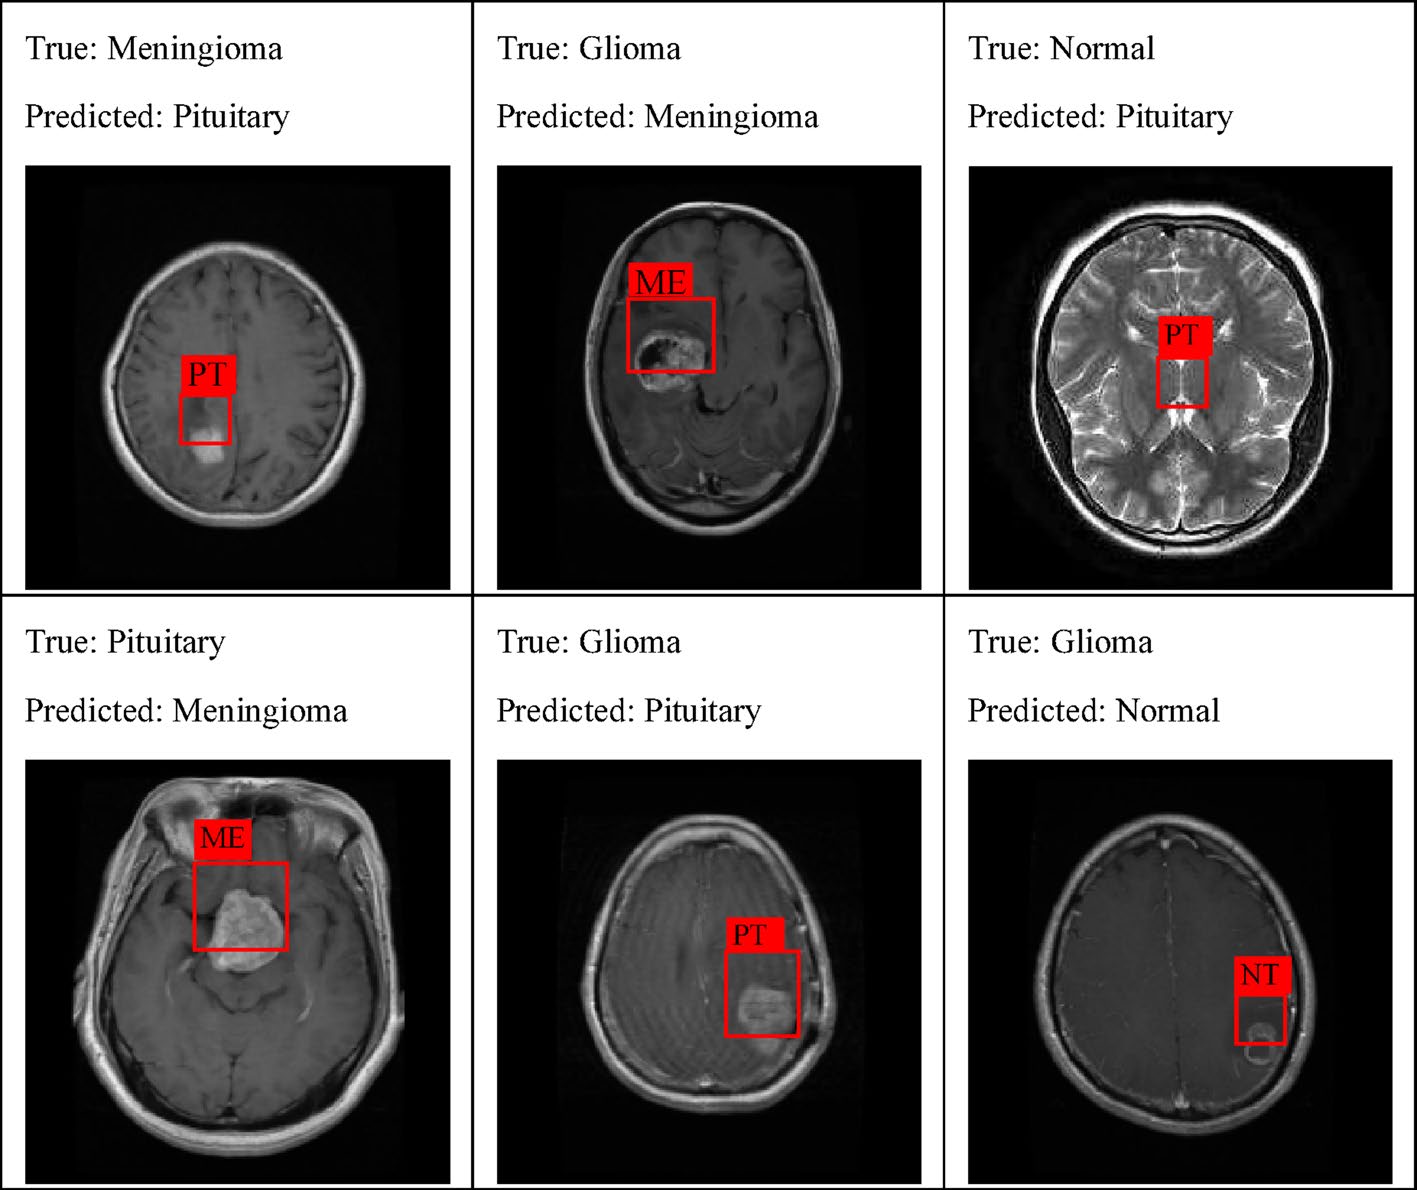 True: Meningioma
Predicted: Pituitary
PT
True: Glioma
Predicted: Meningioma
ME
True: Normal
Predicted: Pituitary
PT
True: Pituitary
Predicted: Meningioma
ME
True: Glioma
Predicted: Pituitary
PT
True: Glioma
Predicted: Normal
NT